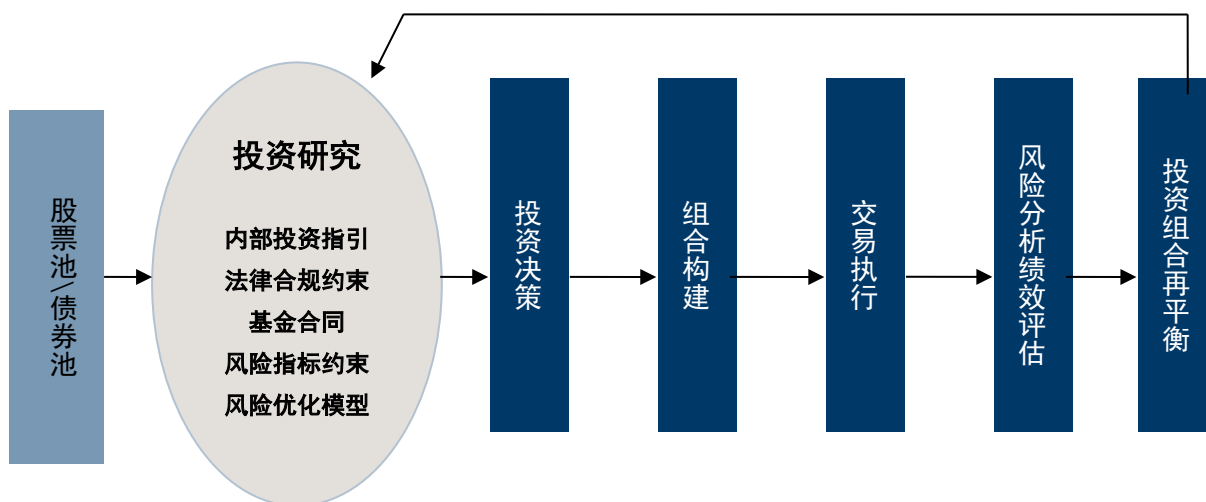 股票池\债券池
投资研究
内部投资指引
法律合规约束
基金合同
风险指标约束
风险优化模型
投资决策
组合构建
交易执行
风险分析绩效评估
投资组合再平衡